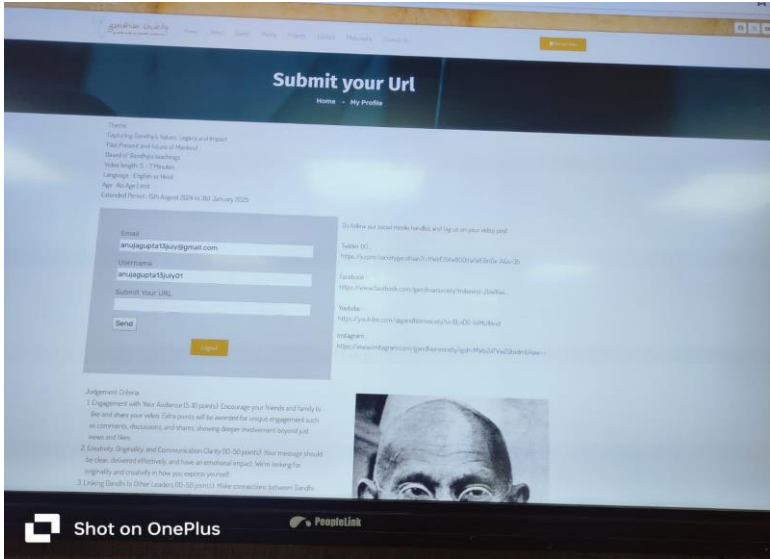 gandhian society
Home
Contact
Submit your Url
Home - My Profile
Theme:
Capturing Gandhi's Values: Legacy and Impact
Past, Present and Future of Mankind
Based of Gandhiji's teachings
Video length: 5 - 7 Minutes
Language : English or Hindi
Age : No Age Limit
Extended Period : 15th August 2024 to 31st January 2025
Do follow our social media handles, and tag us on your video post
Email
anujagupta13july@gmail.com
Twitter (X) :
Username
anujagupta13july01
Facebook :
Submit Your URL
Youtube:
Send
Instagram :
Logout
Judgement Criteria
1. Engagement with Your Audience (5-10 points): Encourage your friends and family to
like and share your video. Extra points will be awarded for unique engagement such
as comments, discussions, and shares, showing deeper involvement beyond just
views and likes.
2. Creativity, Originality, and Communication Clarity (10-50 points): Your message should
be clear, delivered effectively, and have an emotional impact. We're looking for
originality and creativity in how you express yourself.
3. Linking Gandhi to Other Leaders (10-50 points): Make connections between Gandhi
PeopleLink
Shot on OnePlus